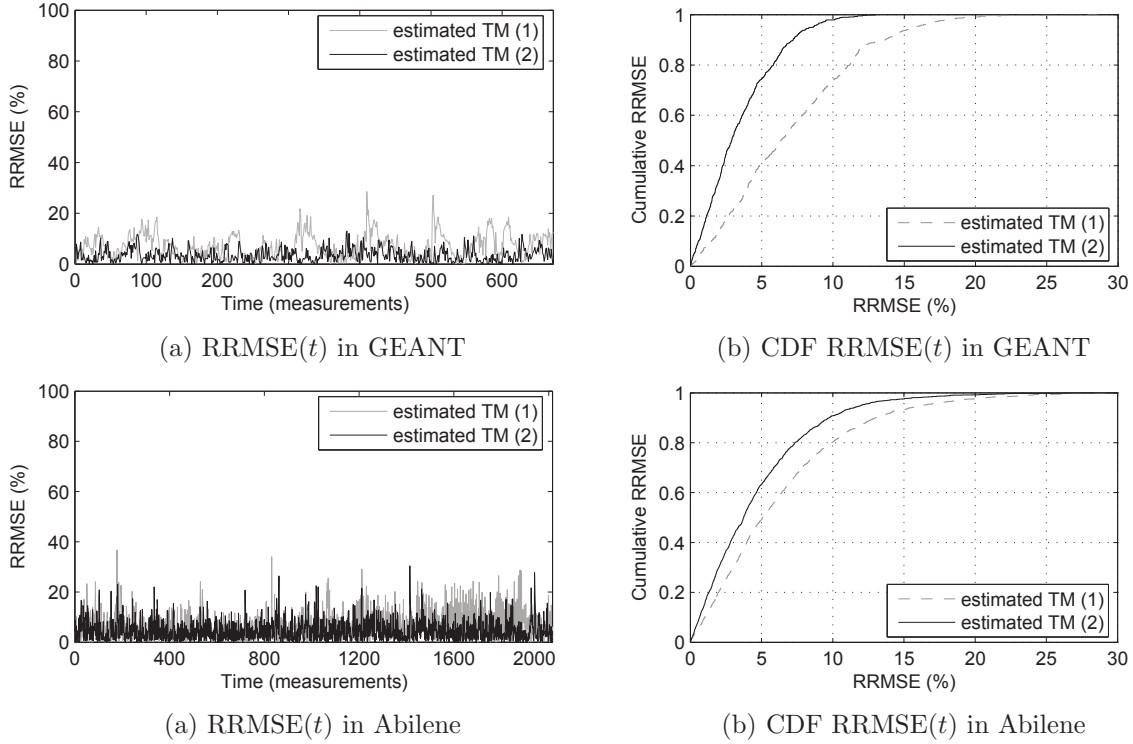 100
80
60
40
20
0
RRMSE (%)
estimated TM (1)
estimated TM (2)
0 100 200 300 400 500 600
Time (measurements)
(a) RRMSE(t) in GEANT
1
0.8
0.6
0.4
0.2
0
Cumulative RRMSE
estimated TM (1)
estimated TM (2)
0 5 10 15 20 25 30
RRMSE (%)
(b) CDF RRMSE(t) in GEANT
100
80
60
40
20
0
RRMSE (%)
estimated TM (1)
estimated TM (2)
0 400 800 1200 1600 2000
Time (measurements)
(a) RRMSE(t) in Abilene
1
0.8
0.6
0.4
0.2
0
Cumulative RRMSE
estimated TM (1)
estimated TM (2)
0 5 10 15 20 25 30
RRMSE (%)
(b) CDF RRMSE(t) in Abilene